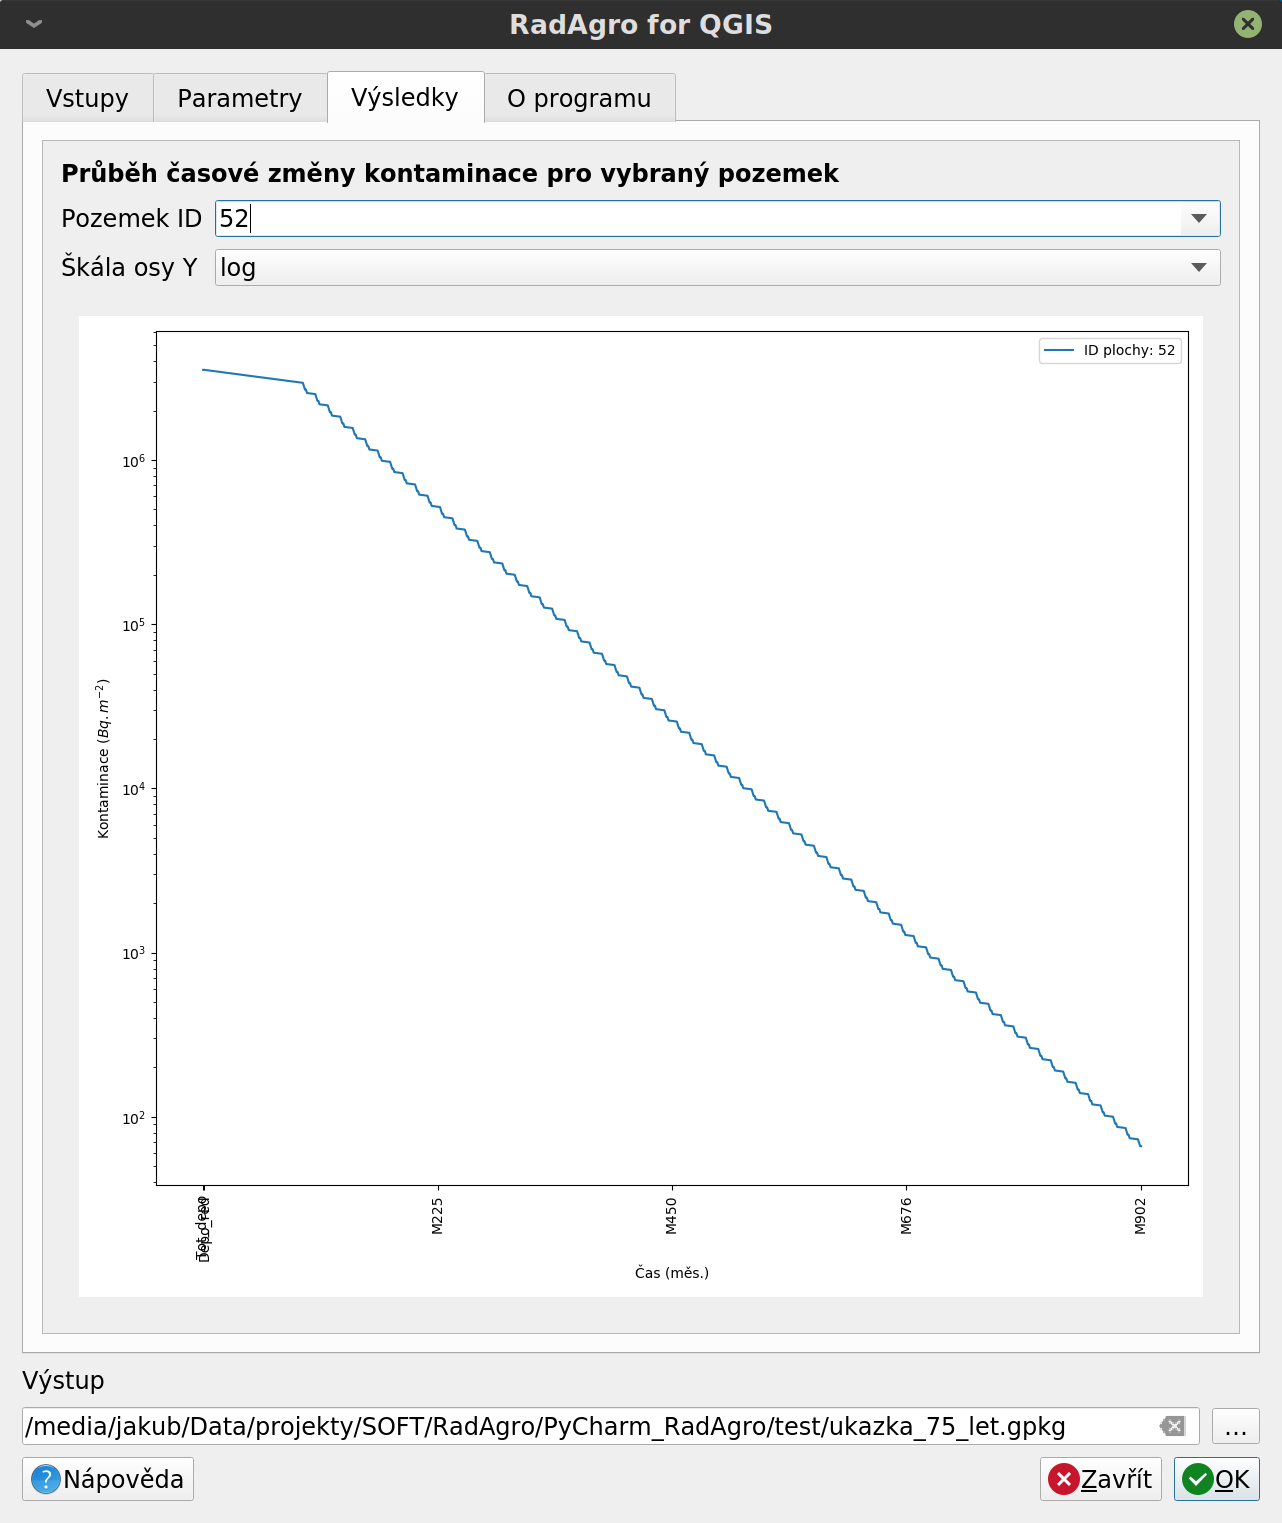 RadAgro for QGIS
Vstupy Parametry Výsledky O programu
Průběh časové změny kontaminace pro vybraný pozemek
Pozemek ID 52
Škála osy Y log
ID plochy: 52
10^6
10^5
10^4
10^3
10^2
Kontaminace (Bq.m^-2)
Tot_depo
Depo_red
M225
M450
M676
M902
Čas (měs.)
Výstup
/media/jakub/Data/projekty/SOFT/RadAgro/PyCharm_RadAgro/test/ukazka_75_let.gpkg ...
Nápověda Zavřít OK